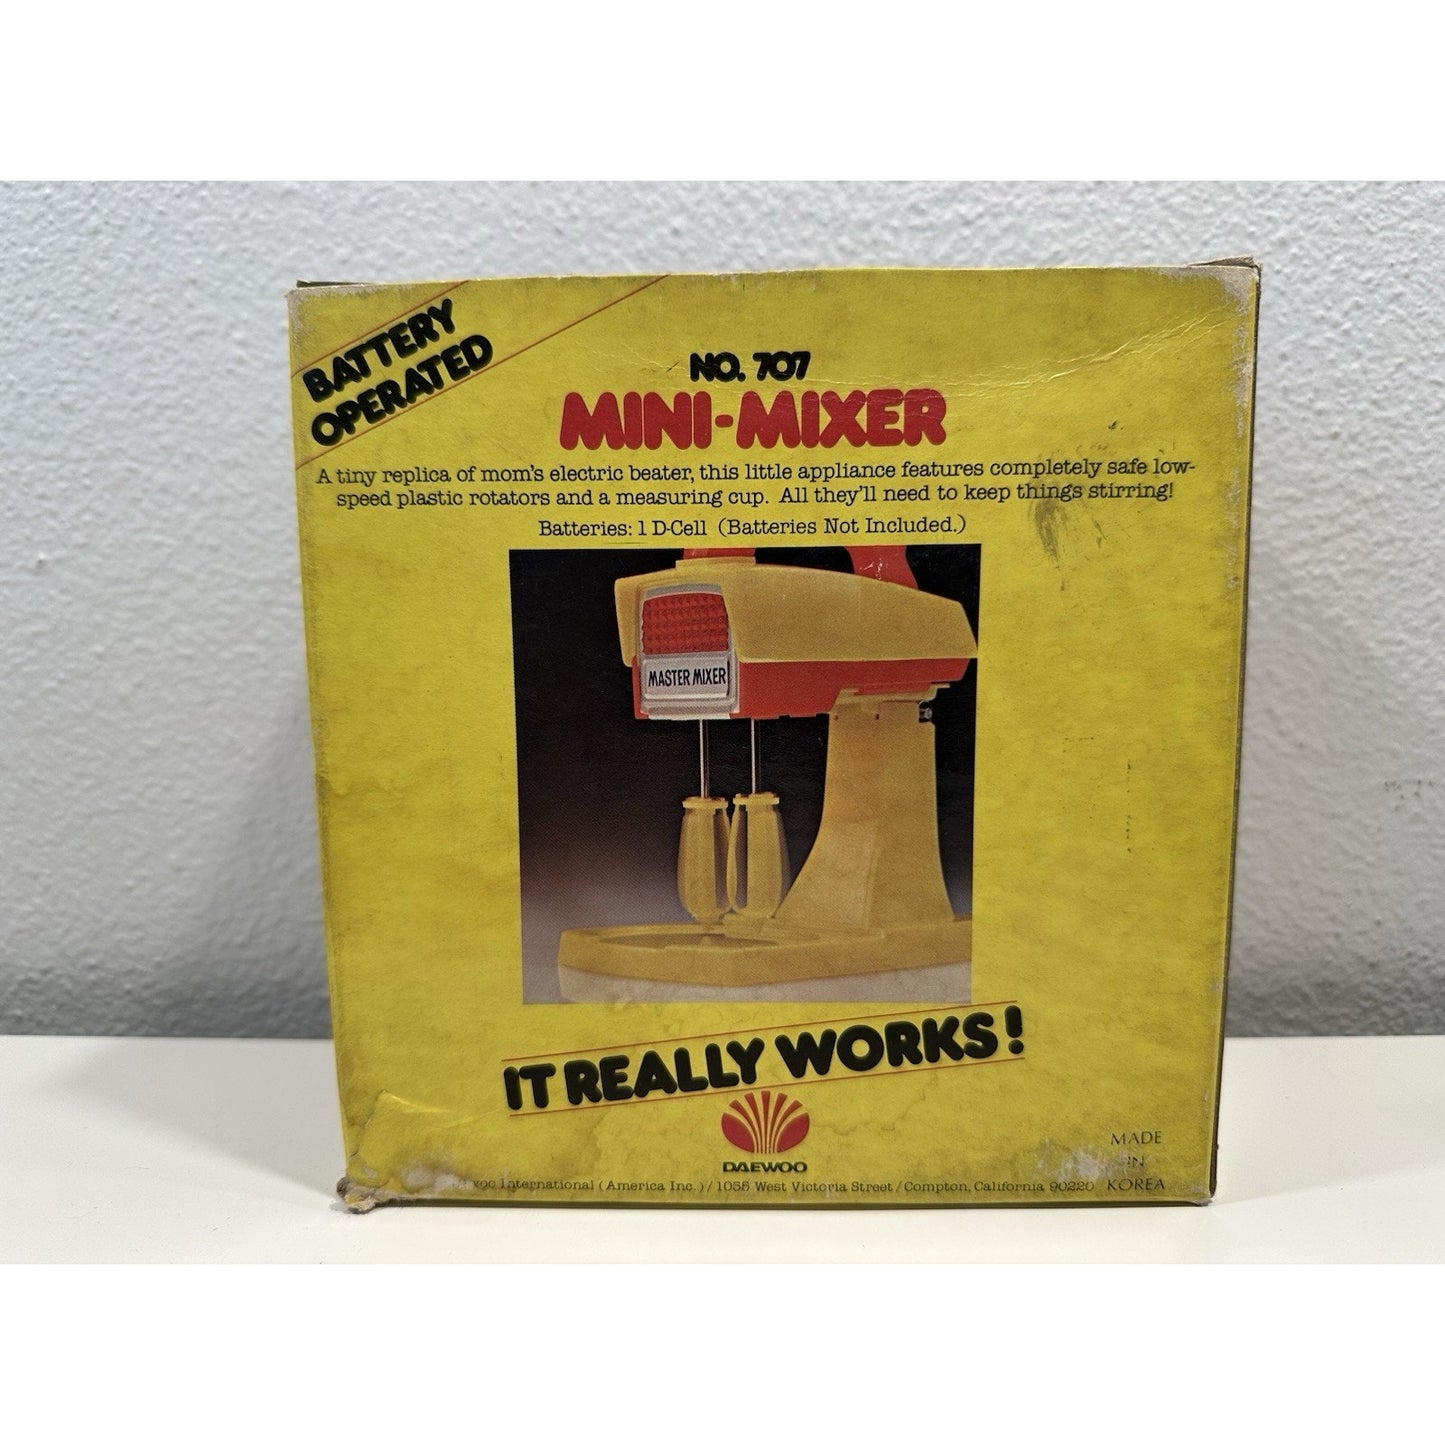 BATTERY
OPERATED
NO. 707
MINI-MIXER
A tiny replica of mom's electric beater, this little appliance features completely safe low-
speed plastic rotators and a measuring cup. All they'll need to keep things stirring!
Batteries: 1 D-Cell (Batteries Not Included.)
MASTER MIXER
IT REALLY WORKS!
DAEWOO
International (America Inc.) / 1055 West Victoria Street / Compton, California 90220
MADE
IN
KOREA